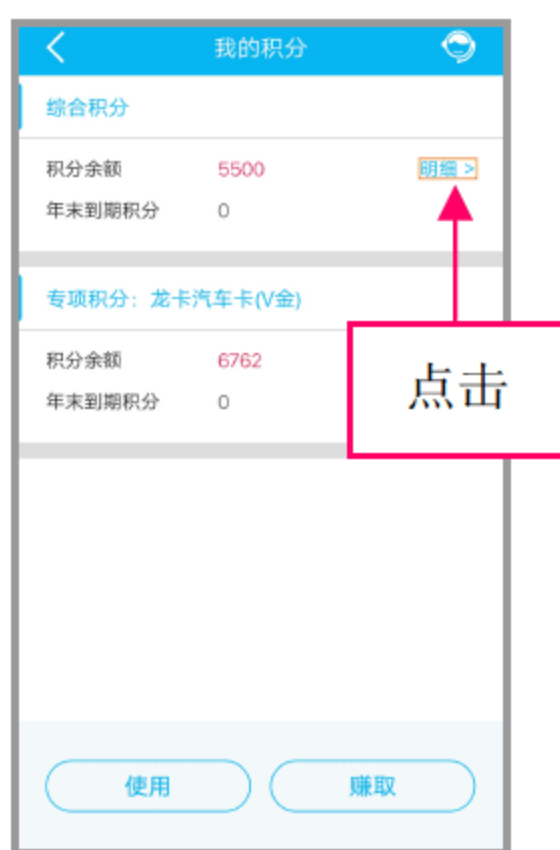 我的积分
综合积分
积分余额 5500 明细 >
年末到期积分 0
专项积分：龙卡汽车卡(V金)
积分余额 6762
年末到期积分 0
点击
使用 赚取